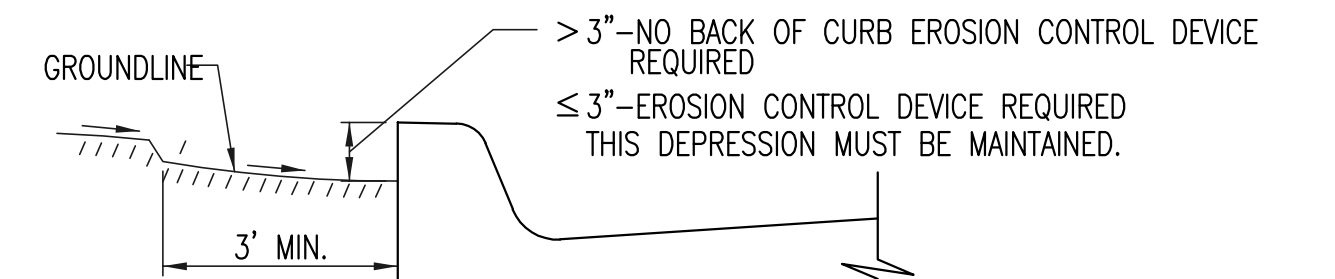 > 3"-NO BACK OF CURB EROSION CONTROL DEVICE
REQUIRED
GROUNDLINE
≤ 3"-EROSION CONTROL DEVICE REQUIRED
THIS DEPRESSION MUST BE MAINTAINED.
3' MIN.